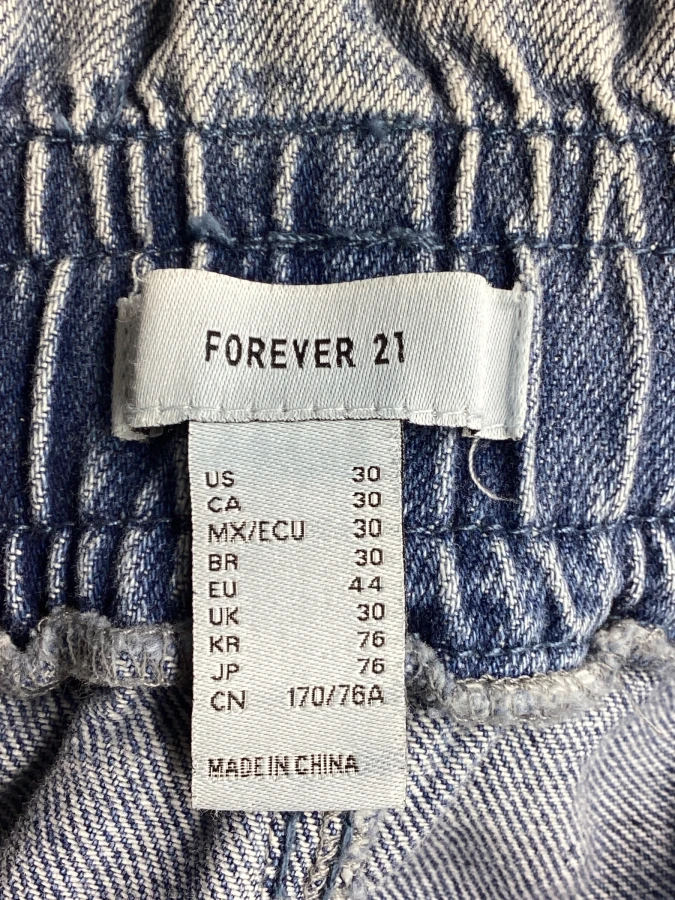 FOREVER 21
US 30
CA 30
MX/ECU 30
BR 30
EU 44
UK 30
KR 76
JP 76
CN 170/76A
MADE IN CHINA